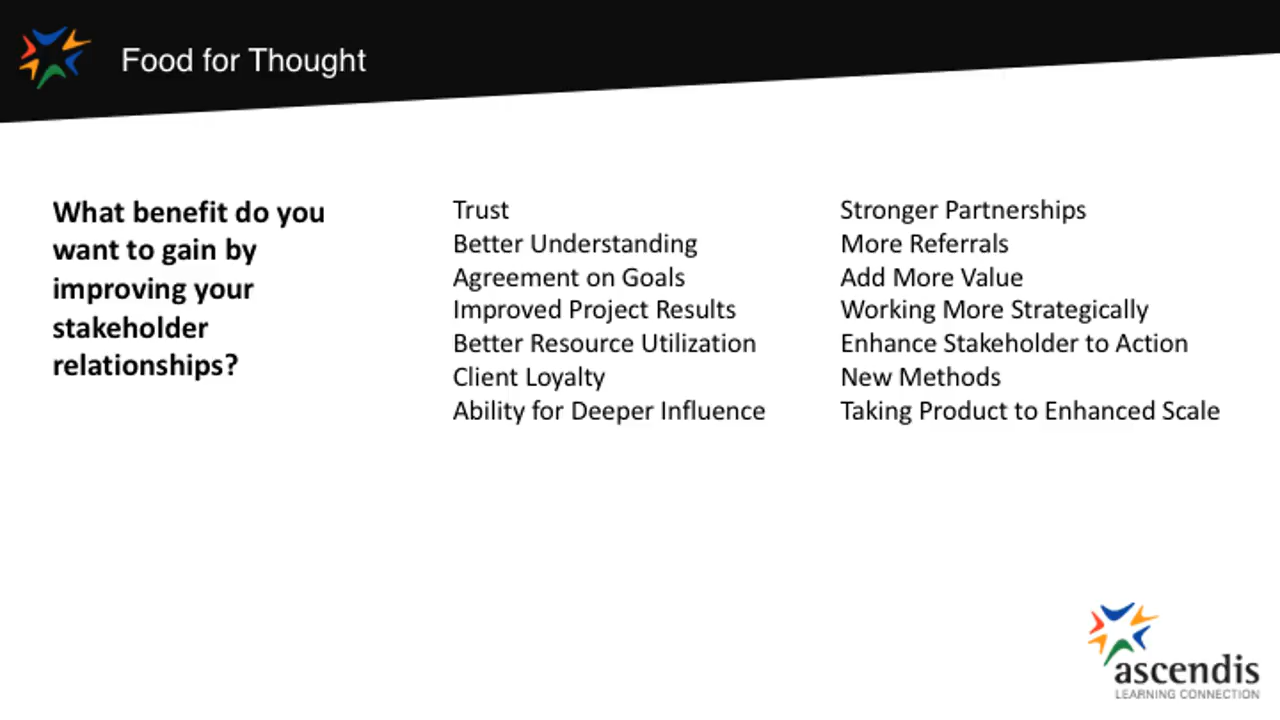 Food for Thought
What benefit do you
want to gain by
improving your
stakeholder
relationships?
Trust
Better Understanding
Agreement on Goals
Improved Project Results
Better Resource Utilization
Client Loyalty
Ability for Deeper Influence
Stronger Partnerships
More Referrals
Add More Value
Working More Strategically
Enhance Stakeholder to Action
New Methods
Taking Product to Enhanced Scale
ascendis
LEARNING CONNECTION